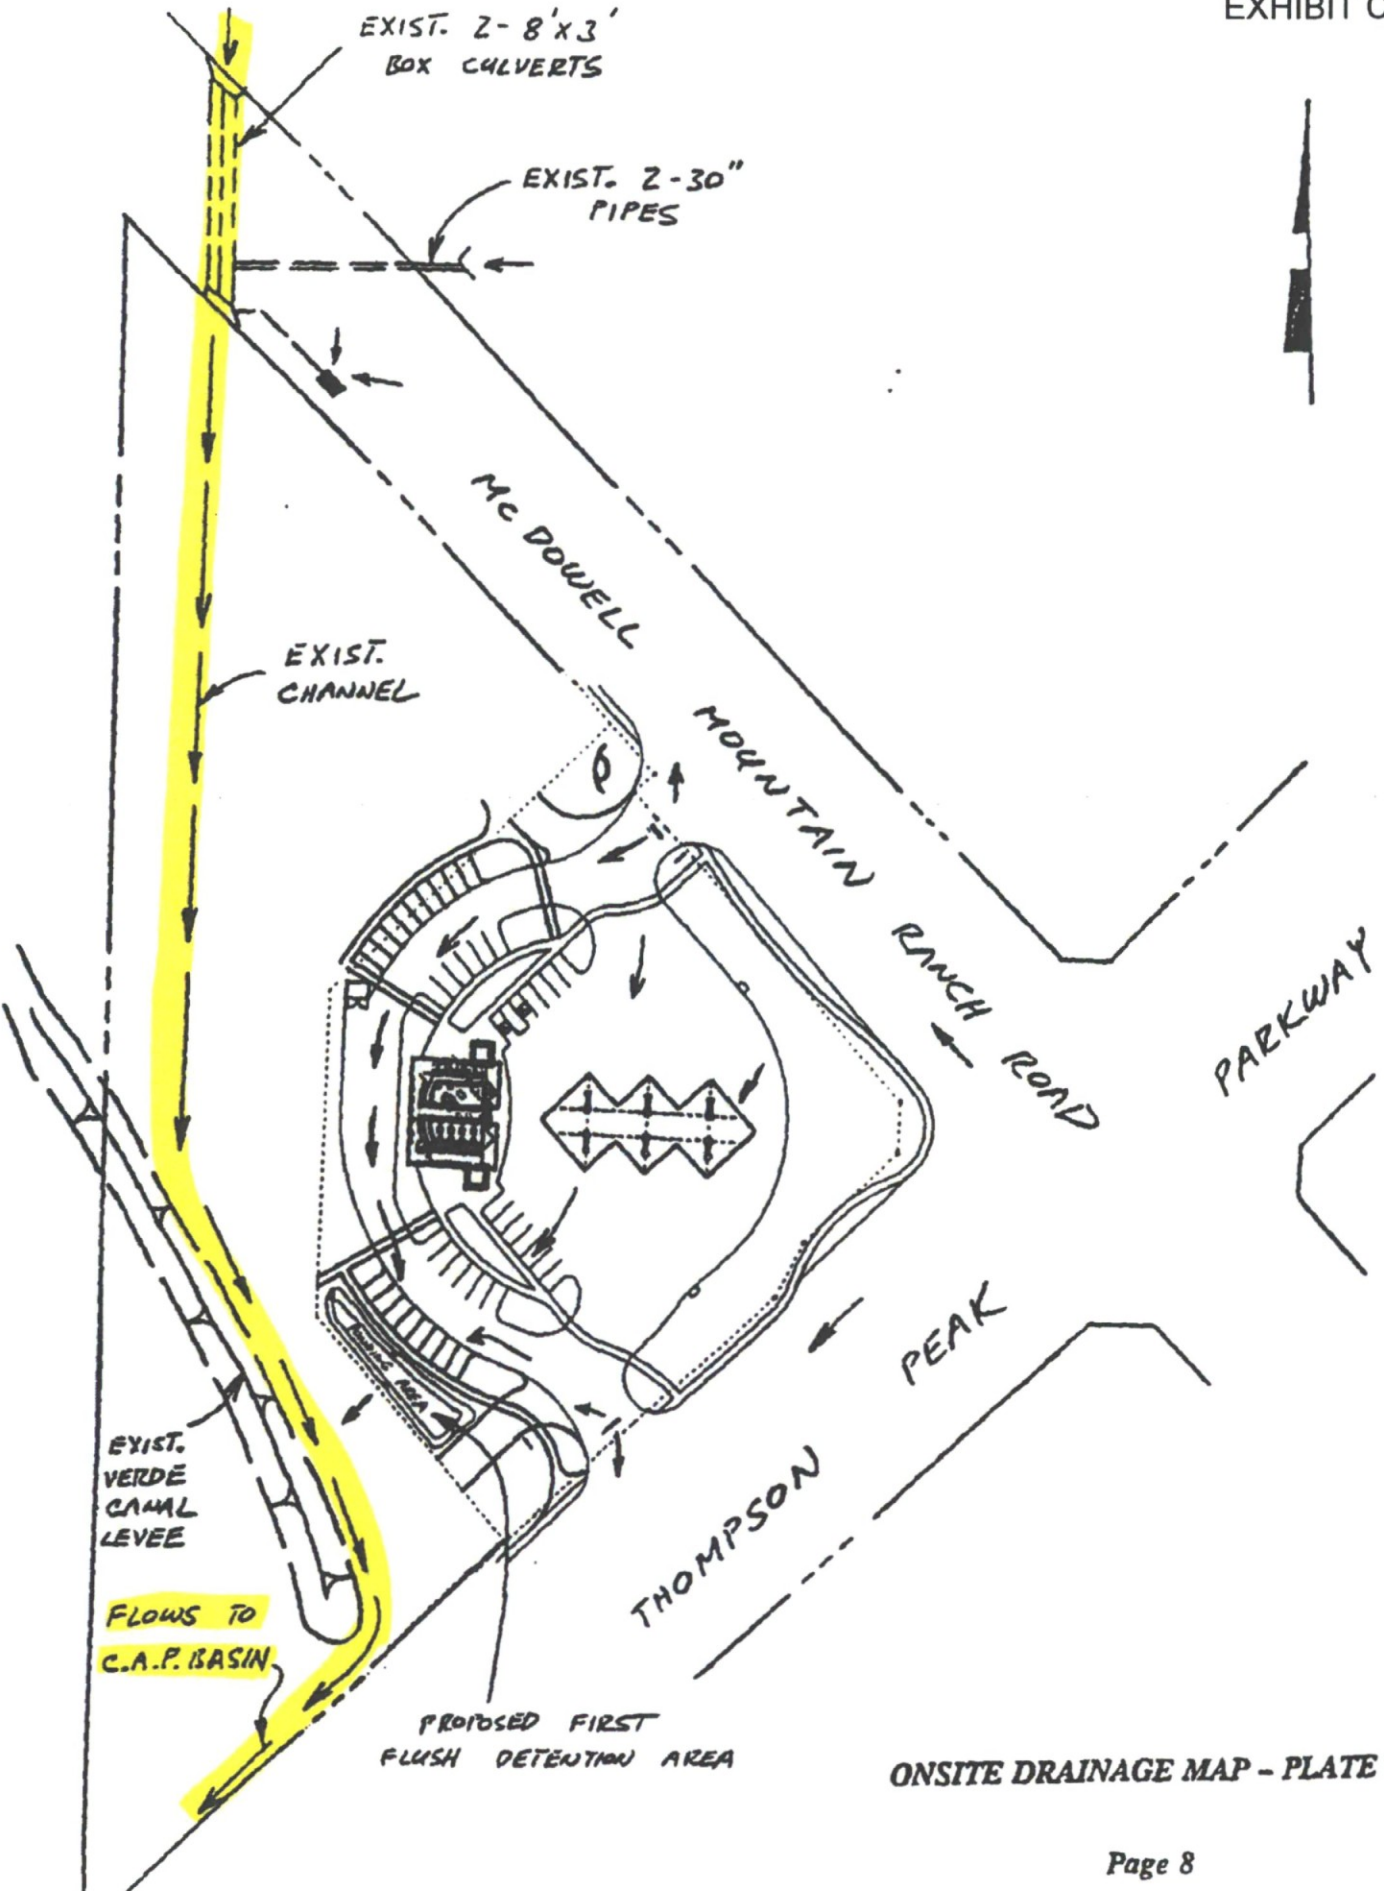 EXHIBIT C
EXIST. 2-8'x3'
BOX CULVERTS
EXIST. 2-30"
PIPES
McDOWELL
MOUNTAIN
RANCH
ROAD
EXIST.
CHANNEL
PARKWAY
PEAK
THOMPSON
PONDING AREA
EXIST.
VERDE
CANAL
LEVEE
FLOWS TO
C.A.P. BASIN
PROPOSED FIRST
FLUSH DETENTION AREA
ONSITE DRAINAGE MAP - PLATE
Page 8